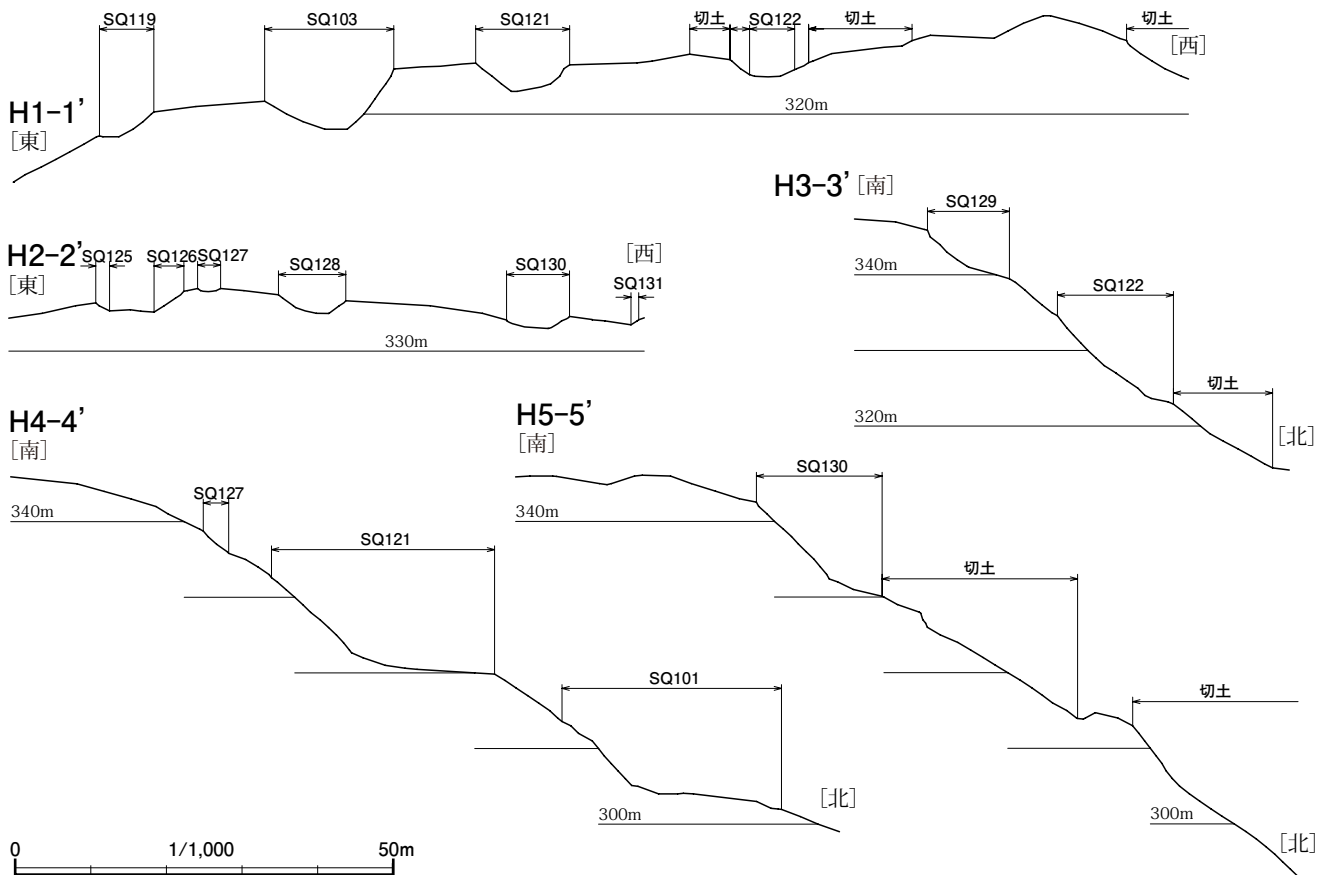 SQ119 SQ103 SQ121 切土 SQ122 切土 切土
[西]
H1-1’
[東]
320m
H3-3’ [南]
SQ129
340m
SQ122
切土
320m
[北]
H2-2’
[東]
SQ125 SQ126 SQ127 SQ128 SQ130 [西]
SQ131
330m
H4-4’
[南]
SQ127
340m
SQ121
SQ101
[北]
300m
H5-5’
[南]
SQ130
340m
切土
切土
300m
[北]
0 1/1,000 50m